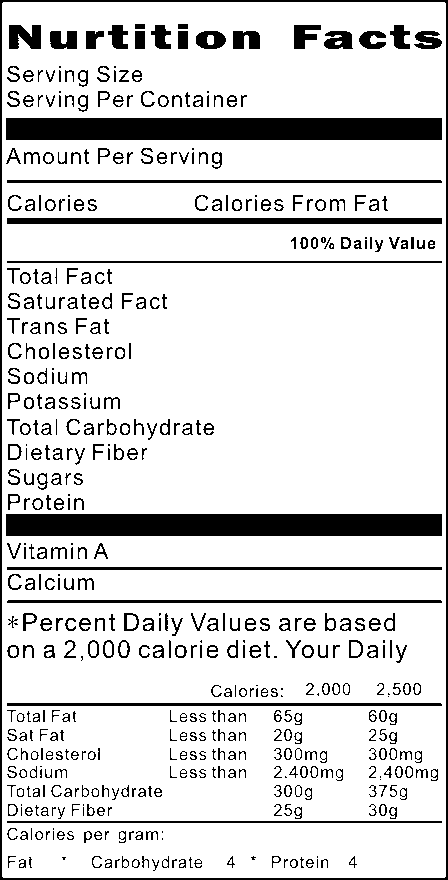 Nurtition Facts
Serving Size
Serving Per Container
Amount Per Serving
Calories Calories From Fat
100% Daily Value
Total Fact
Saturated Fact
Trans Fat
Cholesterol
Sodium
Potassium
Total Carbohydrate
Dietary Fiber
Sugars
Protein
Vitamin A
Calcium
*Percent Daily Values are based
on a 2,000 calorie diet. Your Daily
Calories: 2,000 2,500
Total Fat Less than 65g 60g
Sat Fat Less than 20g 25g
Cholesterol Less than 300mg 300mg
Sodium Less than 2.400mg 2,400mg
Total Carbohydrate 300g 375g
Dietary Fiber 25g 30g
Calories per gram:
Fat * Carbohydrate 4 * Protein 4